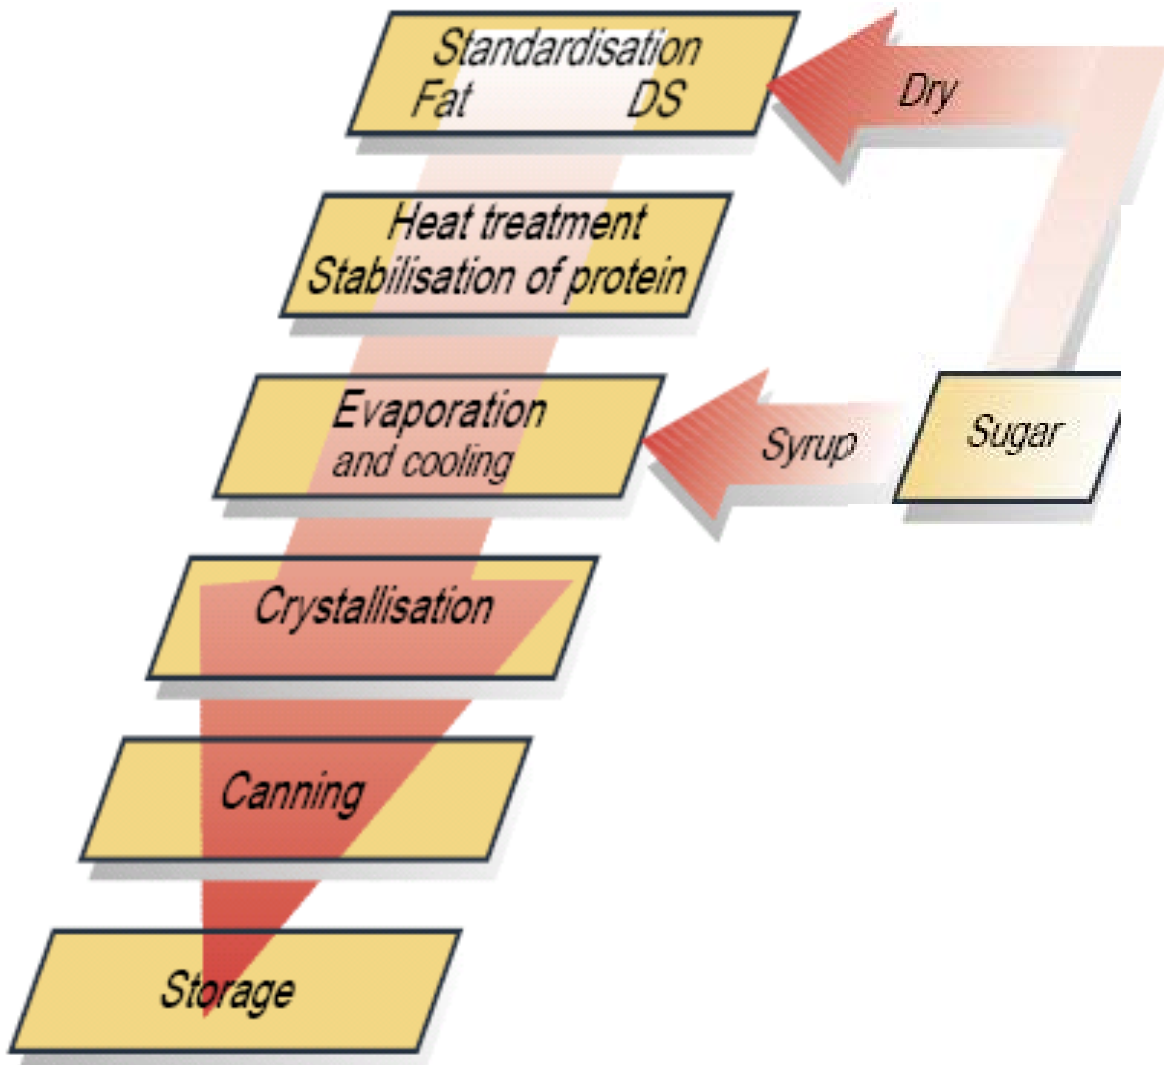 Standardisation
Fat DS
Dry
Heat treatment
Stabilisation of protein
Evaporation
and cooling
Syrup
Sugar
Crystallisation
Canning
Storage